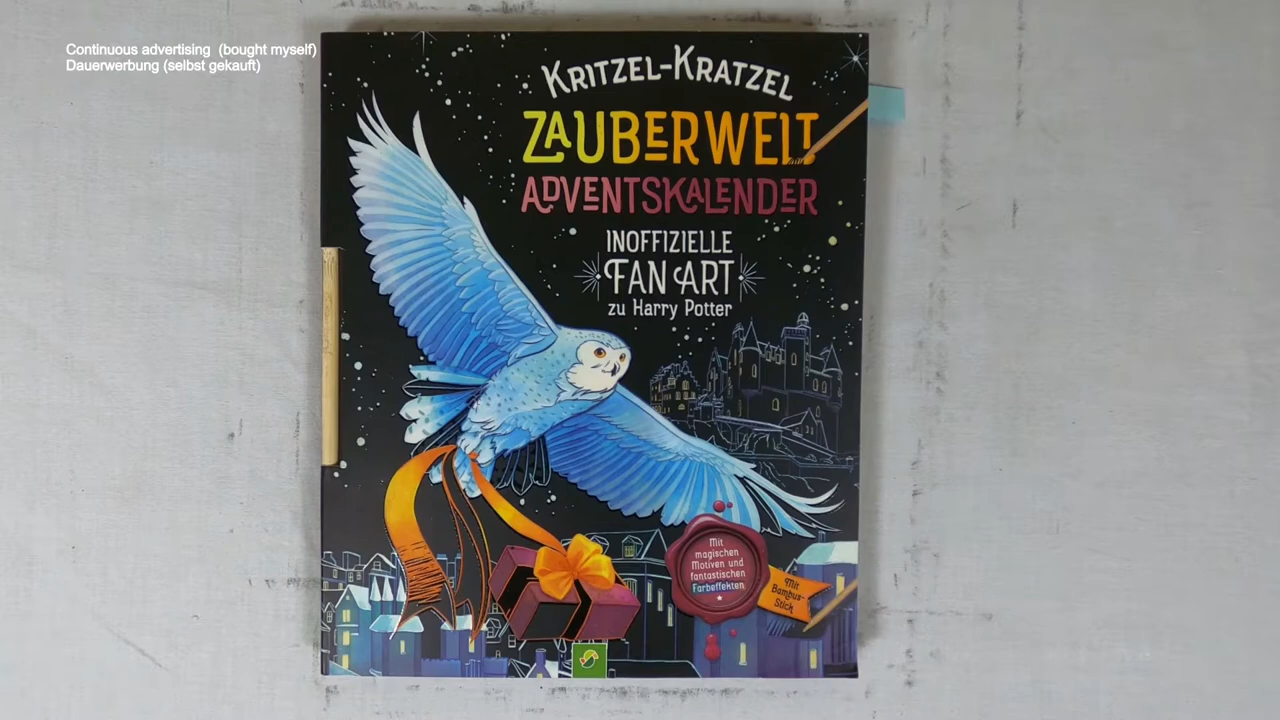 Continuous advertising (bought myself)
Dauerwerbung (selbst gekauft)
KRITZEL-KRATZEL
ZAUBERWELT
ADVENTSKALENDER
INOFFIZIELLE
FAN ART
zu Harry Potter
Mit
magischen
Motiven und
fantastischen
Farbeffekten
Mit
Bambus-
Stick